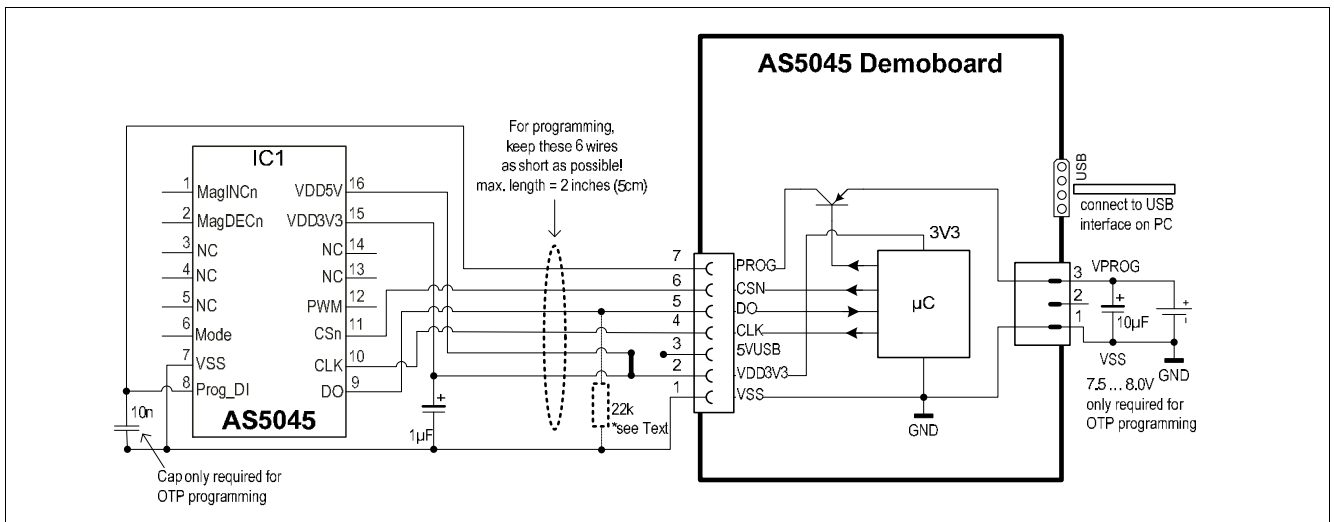 AS5045 Demoboard
For programming,
keep these 6 wires
as short as possible!
max. length = 2 inches (5cm)
IC1
1 MagINCn
2 MagDECn
3 NC
4 NC
5 NC
6 Mode
7 VSS
8 Prog_DI
VDD5V 16
VDD3V3 15
NC 14
NC 13
PWM 12
CSn 11
CLK 10
DO 9
AS5045
10n
Cap only required for
OTP programming
1µF
22k
*see Text
7 PROG
6 CSN
5 DO
4 CLK
3 5VUSB
2 VDD3V3
1 VSS
3V3
µC
GND
USB
connect to USB
interface on PC
3 VPROG
2
1
+
10µF
+
-
+
VSS
GND
7.5 ... 8.0V
only required for
OTP programming